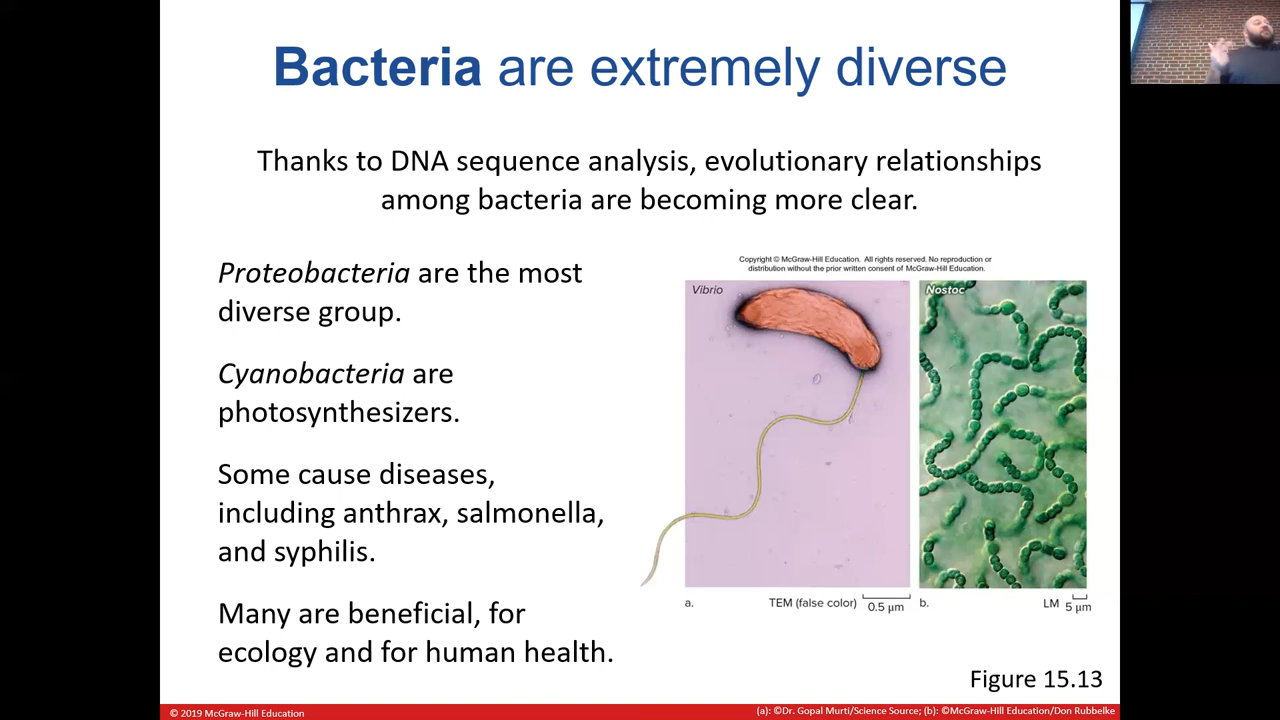 Bacteria are extremely diverse
Thanks to DNA sequence analysis, evolutionary relationships
among bacteria are becoming more clear.
Proteobacteria are the most
diverse group.
Cyanobacteria are
photosynthesizers.
Some cause diseases,
including anthrax, salmonella,
and syphilis.
Many are beneficial, for
ecology and for human health.
Copyright © McGraw-Hill Education. All rights reserved. No reproduction or
distribution without the prior written consent of McGraw-Hill Education.
Vibrio
Nostoc
a. TEM (false color) 0.5 µm
b. LM 5 µm
Figure 15.13
© 2019 McGraw-Hill Education
(a): ©Dr. Gopal Murti/Science Source; (b): ©McGraw-Hill Education/Don Rubbelke